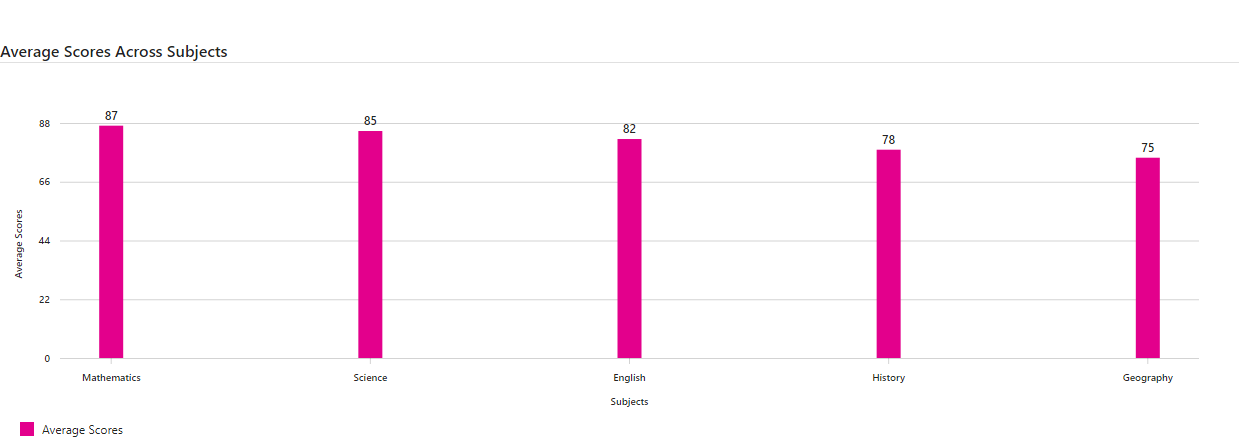 Average Scores Across Subjects
87
85
82
78
75
88
66
44
22
0
Average Scores
Mathematics
Science
English
History
Geography
Subjects
Average Scores